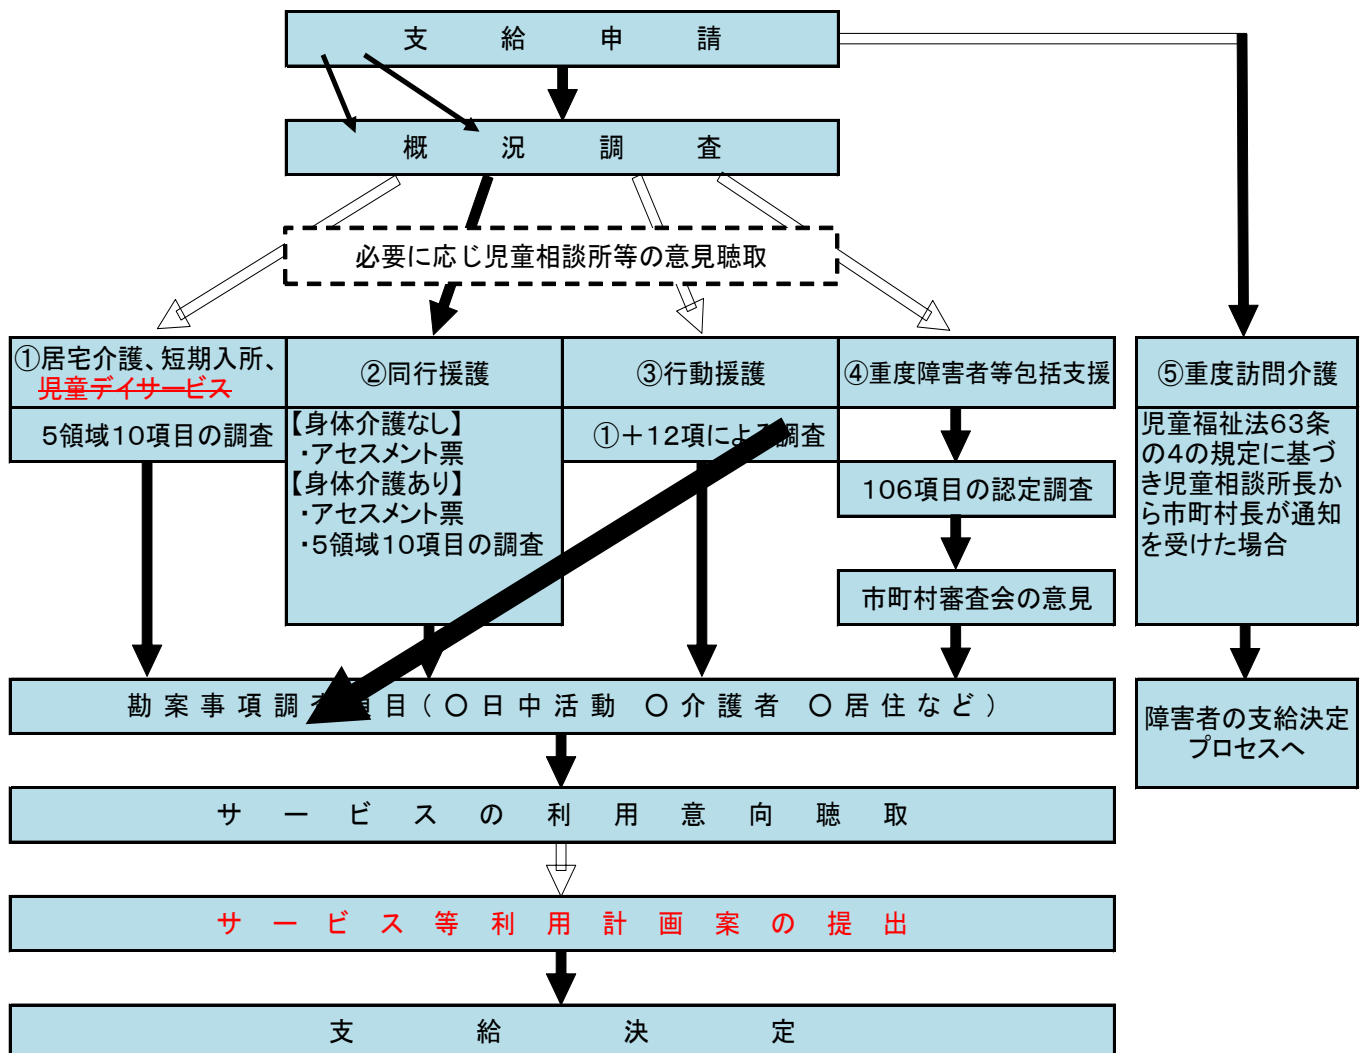 支給申請
概況調査
必要に応じ児童相談所等の意見聴取
①居宅介護、短期入所、
児童デイサービス
5領域10項目の調査
②同行援護
【身体介護なし】
・アセスメント票
【身体介護あり】
・アセスメント票
・5領域10項目の調査
③行動援護
①+12項による調査
④重度障害者等包括支援
106項目の認定調査
市町村審査会の意見
⑤重度訪問介護
児童福祉法63条
の4の規定に基づ
き児童相談所長か
ら市町村長が通知
を受けた場合
障害者の支給決定
プロセスへ
勘案事項調査項目(〇日中活動 〇介護者 〇居住など)
サービスの利用意向聴取
サービス等利用計画案の提出
支給決定